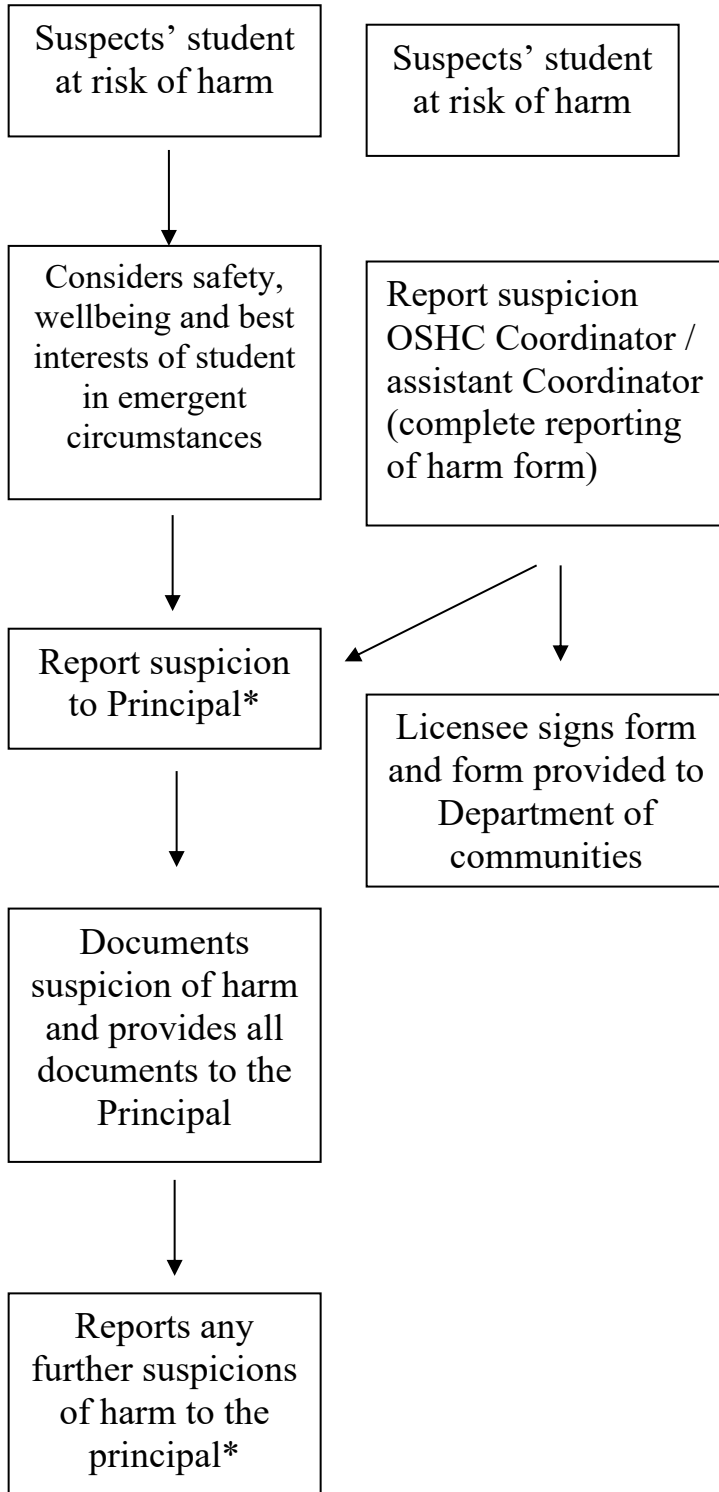 Suspects’ student
at risk of harm
Considers safety,
wellbeing and best
interests of student
in emergent
circumstances
Report suspicion
to Principal*
Documents
suspicion of harm
and provides all
documents to the
Principal
Reports any
further suspicions
of harm to the
principal*
Suspects’ student
at risk of harm
Report suspicion
OSHC Coordinator /
assistant Coordinator
(complete reporting
of harm form)
Licensee signs form
and form provided to
Department of
communities